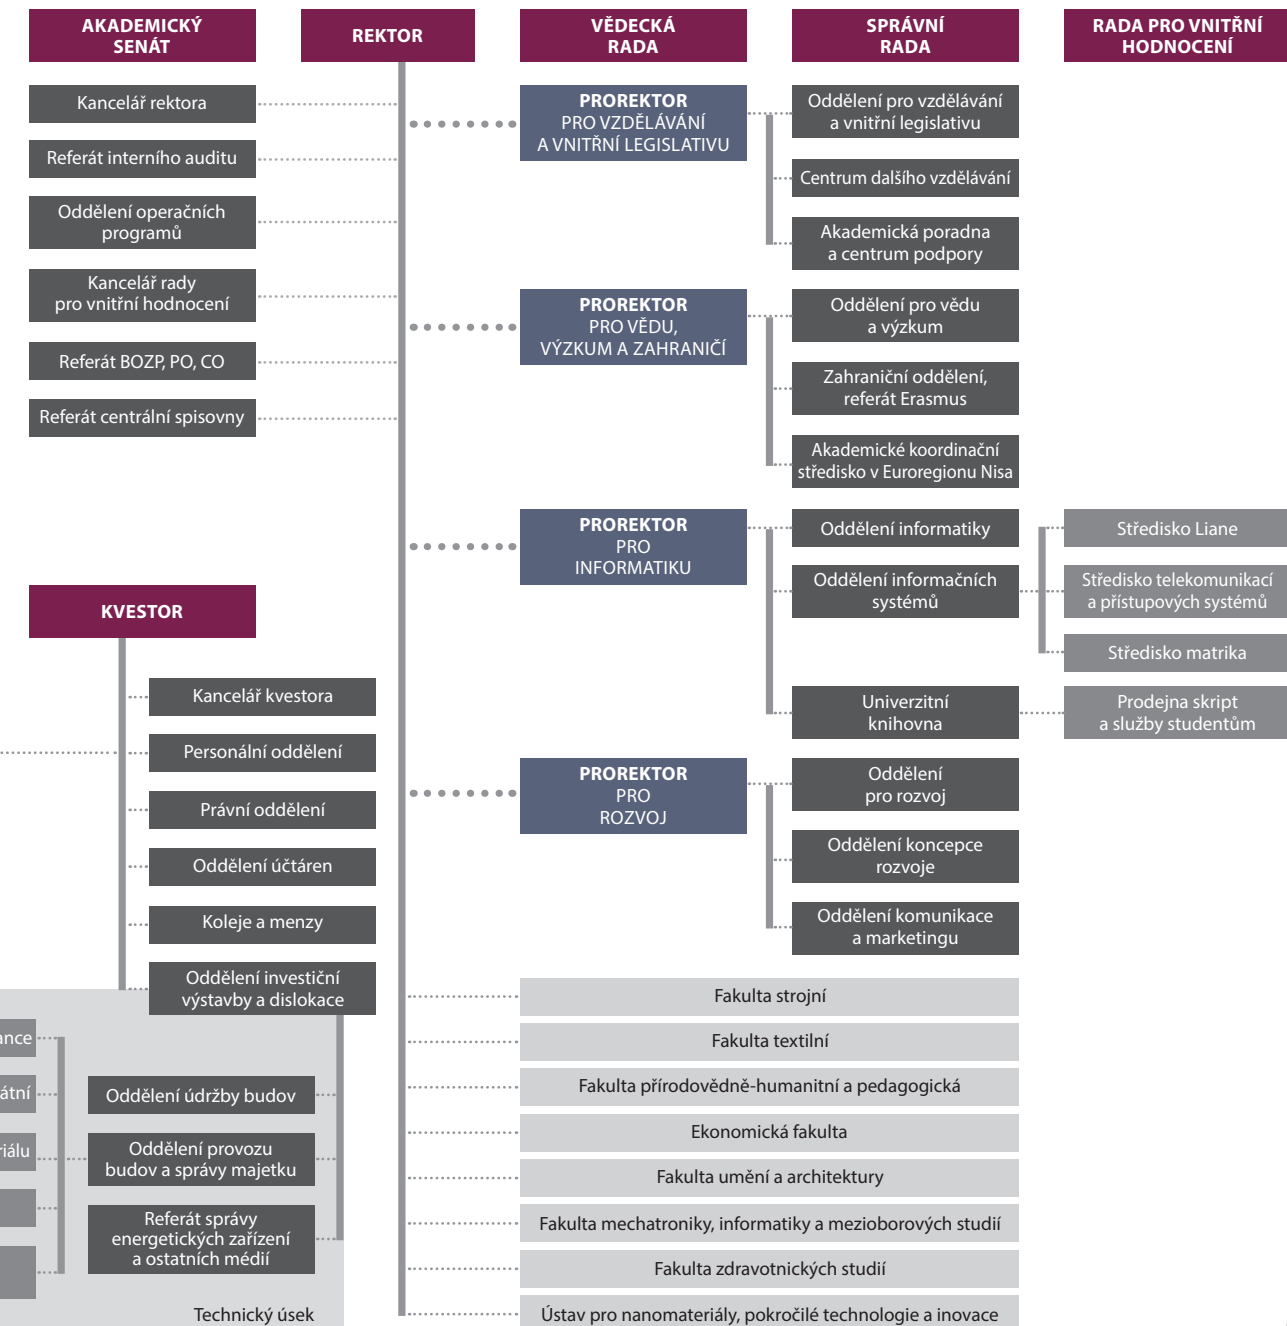 AKADEMICKÝ
SENÁT
REKTOR
VĚDECKÁ
RADA
SPRÁVNÍ
RADA
RADA PRO VNITŘNÍ
HODNOCENÍ
Kancelář rektora
Referát interního auditu
Oddělení operačních
programů
Kancelář rady
pro vnitřní hodnocení
Referát BOZP, PO, CO
Referát centrální spisovny
PROREKTOR
PRO VZDĚLÁVÁNÍ
A VNITŘNÍ LEGISLATIVU
Oddělení pro vzdělávání
a vnitřní legislativu
Centrum dalšího vzdělávání
Akademická poradna
a centrum podpory
PROREKTOR
PRO VĚDU,
VÝZKUM A ZAHRANIČÍ
Oddělení pro vědu
a výzkum
Zahraniční oddělení,
referát Erasmus
Akademické koordinační
středisko v Euroregionu Nisa
PROREKTOR
PRO
INFORMATIKU
Oddělení informatiky
Oddělení informačních
systémů
Univerzitní
knihovna
Středisko Liane
Středisko telekomunikací
a přístupových systémů
Středisko matrika
Prodejna skript
a služby studentům
PROREKTOR
PRO
ROZVOJ
Oddělení
pro rozvoj
Oddělení koncepce
rozvoje
Oddělení komunikace
a marketingu
KVESTOR
Kancelář kvestora
Personální oddělení
Právní oddělení
Oddělení účtáren
Koleje a menzy
Oddělení investiční
výstavby a dislokace
ance
átní
riálu
Oddělení údržby budov
Oddělení provozu
budov a správy majetku
Referát správy
energetických zařízení
a ostatních médií
Technický úsek
Fakulta strojní
Fakulta textilní
Fakulta přírodovědně-humanitní a pedagogická
Ekonomická fakulta
Fakulta umění a architektury
Fakulta mechatroniky, informatiky a mezioborových studií
Fakulta zdravotnických studií
Ústav pro nanomateriály, pokročilé technologie a inovace